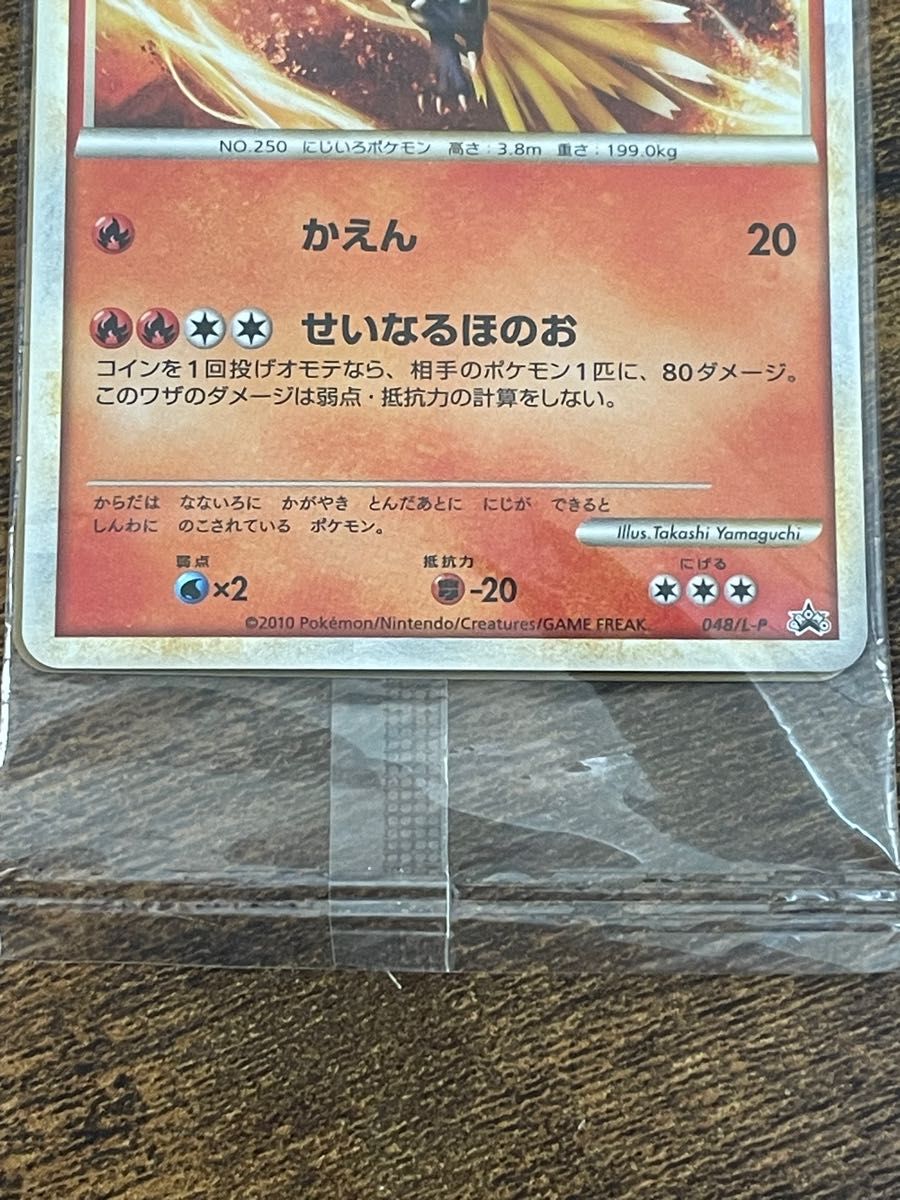 NO.250 にじいろポケモン 高さ:3.8m 重さ:199.0kg
かえん 20
せいなるほのお
コインを1回投げオモテなら、相手のポケモン1匹に、80ダメージ。
このワザのダメージは弱点・抵抗力の計算をしない。
からだは なないろに かがやき とんだあとに にじが できると
しんわに のこされている ポケモン。
Illus.Takashi Yamaguchi
弱点 抵抗力 にげる
×2 -20
©2010 Pokémon/Nintendo/Creatures/GAME FREAK 048/L-P